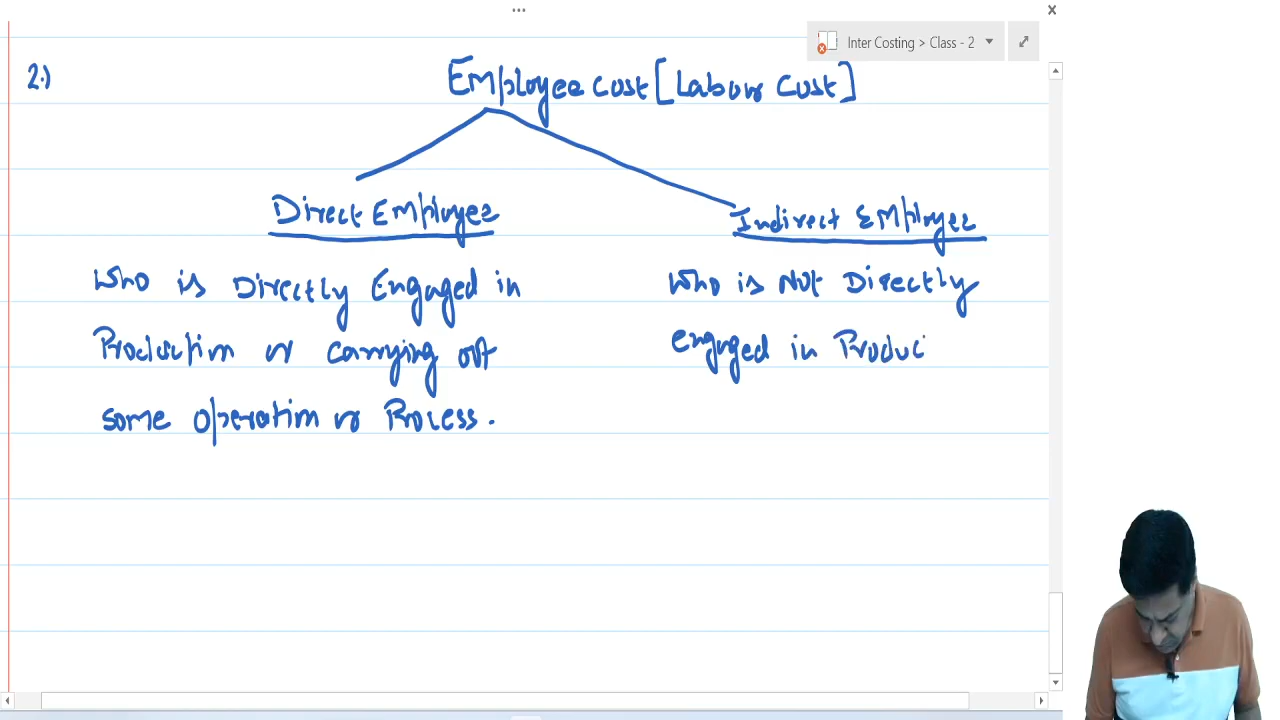 Inter Costing > Class - 2
2.) Employee Cost [Labour Cost]
Direct Employee
Indirect Employee
Who is Directly Engaged in
Production or Carrying out
some operation or Process.
Who is Not Directly
engaged in Produc